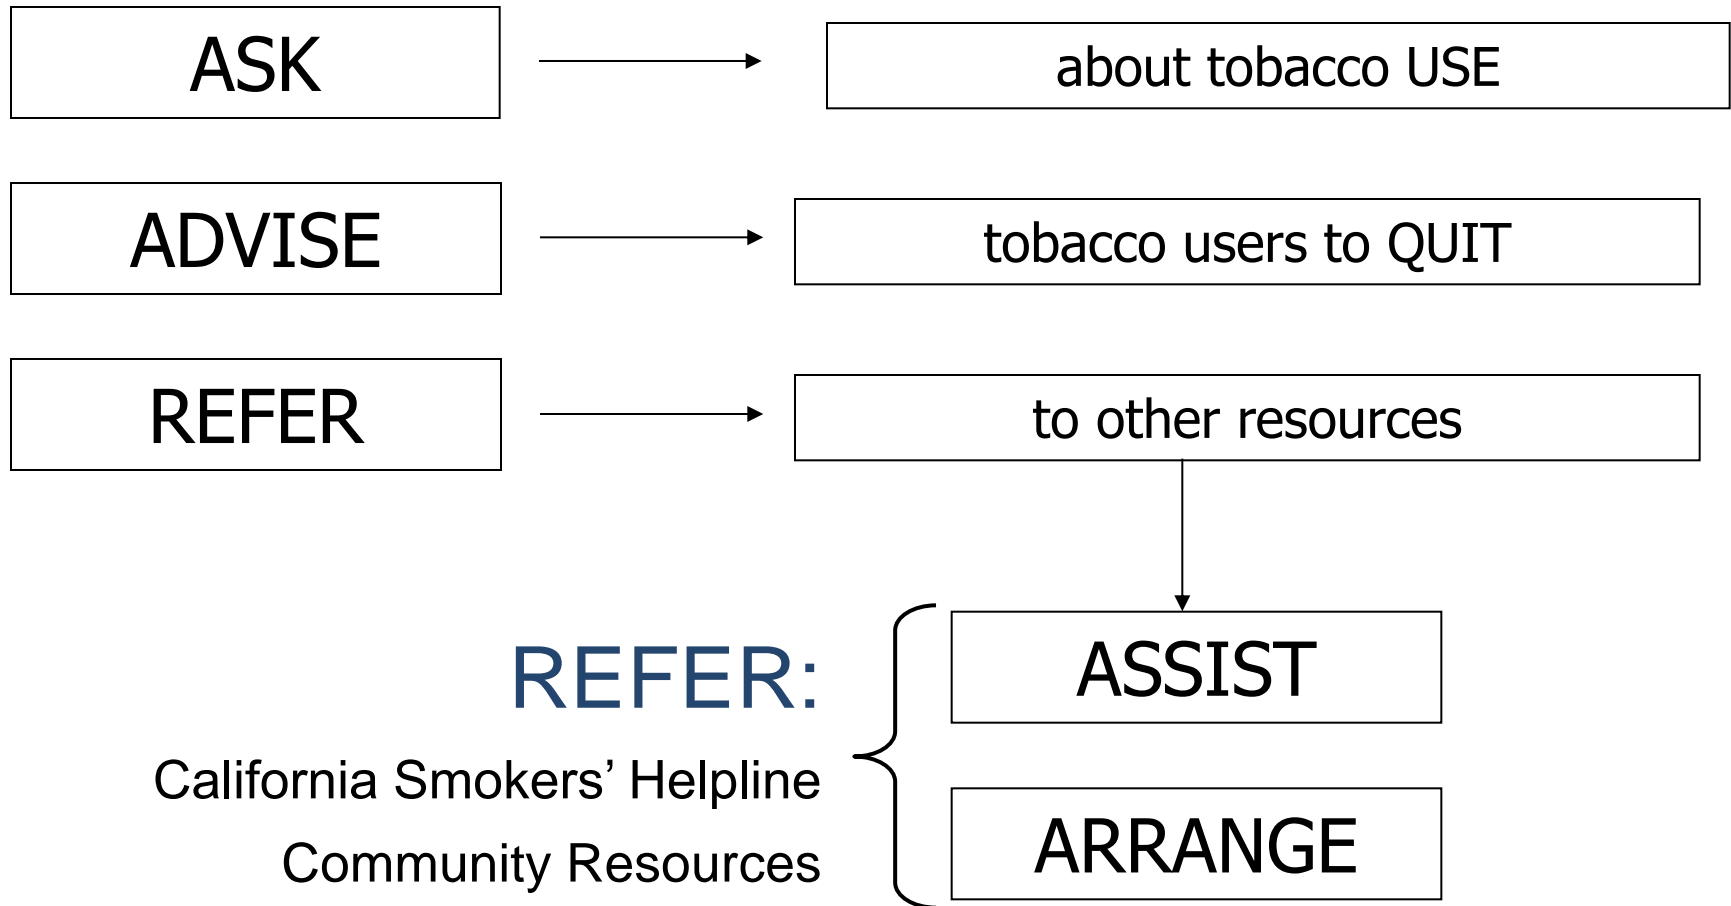 ASK
about tobacco USE
ADVISE
tobacco users to QUIT
REFER
to other resources
REFER:
California Smokers’ Helpline
Community Resources
ASSIST
ARRANGE